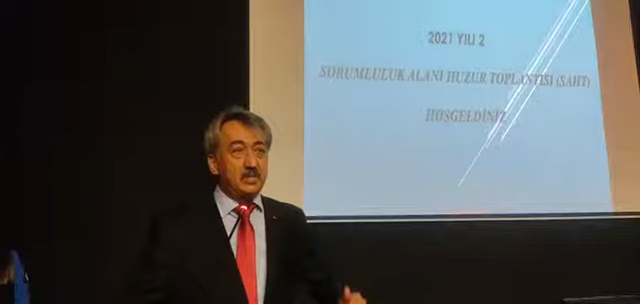 2021 YILI 2
SORUMLULUK ALANI HUZUR TOPLANTISI (SAHT)
HOŞGELDİNİZ